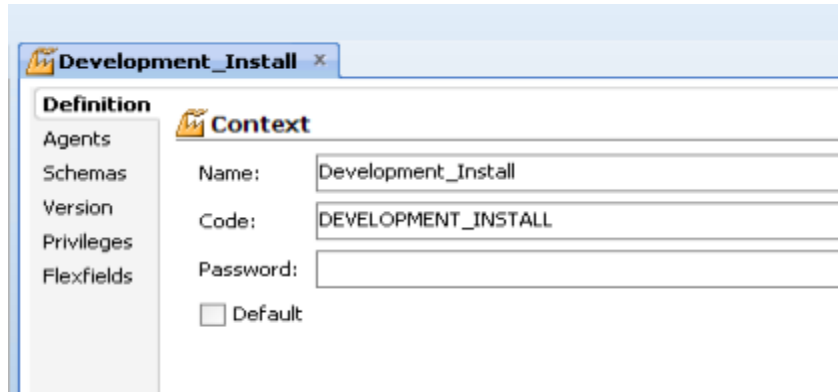 Development_Install x
Definition
Agents
Schemas
Version
Privileges
Flexfields
Context
Name: Development_Install
Code: DEVELOPMENT_INSTALL
Password:
Default